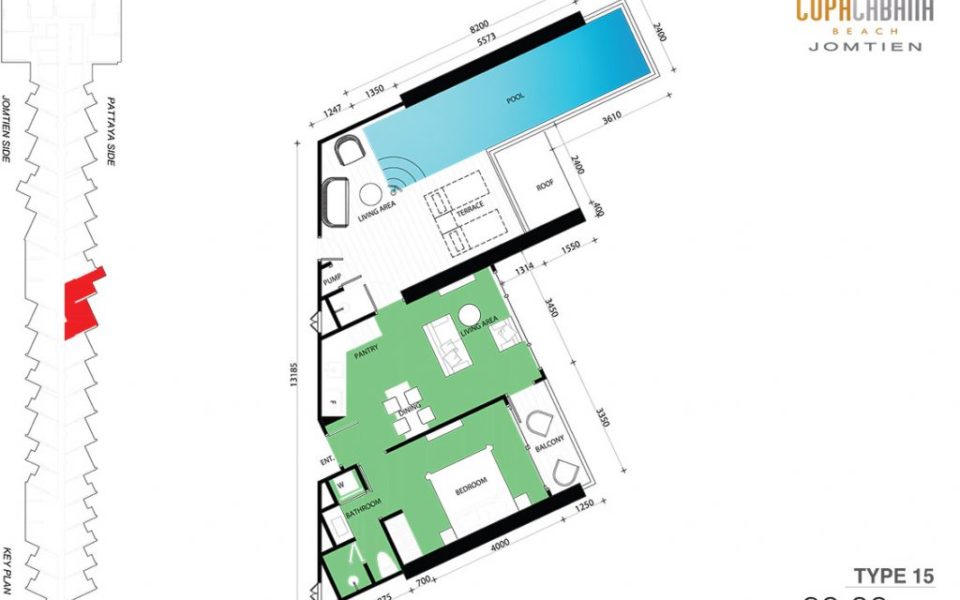 COPACABANA
BEACH
JOMTIEN
JOMTIEN SIDE
PATTAYA SIDE
KEY PLAN
8200
5573
1350
1247
2400
3610
2400
400
1550
1314
3450
3350
1250
4000
700
13185
POOL
LIVING AREA
TERRACE
ROOF
PUMP
LIVING AREA
PANTRY
F
DINING
ENT.
BALCONY
W
BATHROOM
BEDROOM
TYPE 15